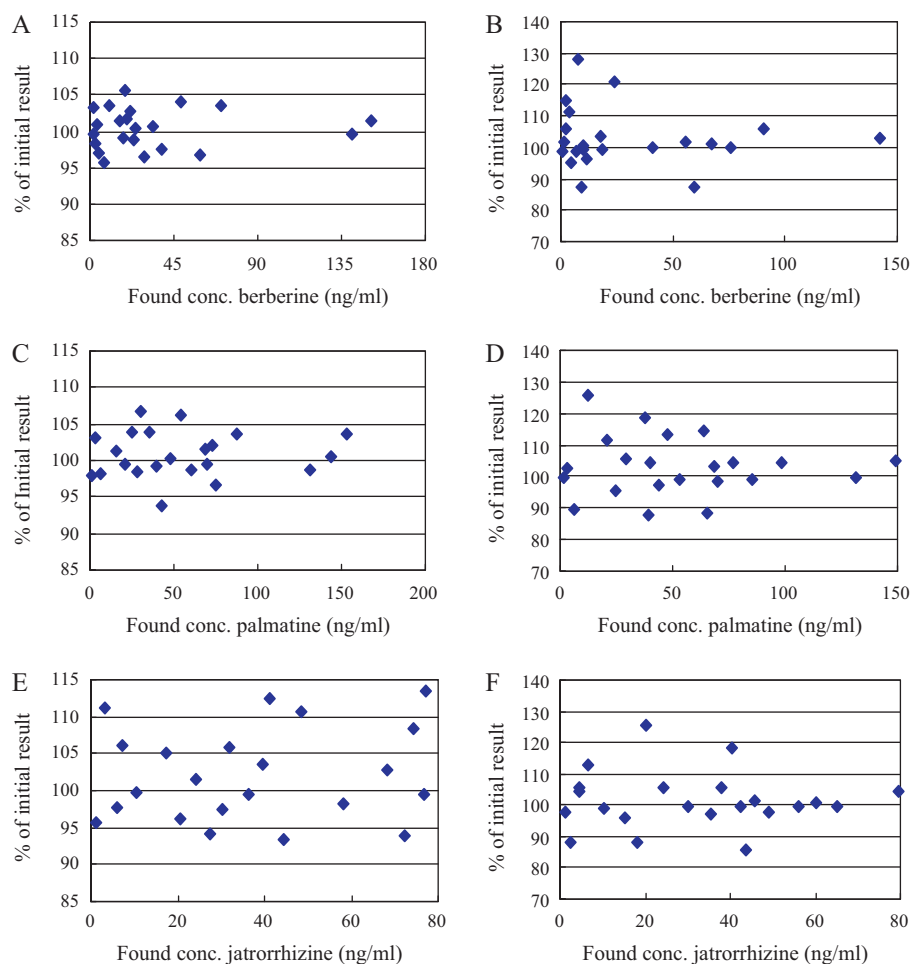 A
% of initial result
115
110
105
100
95
90
85
0 45 90 135 180
Found conc. berberine (ng/ml)
B
% of initial result
140
130
120
110
100
90
80
70
0 50 100 150
Found conc. berberine (ng/ml)
C
% of Initial result
115
110
105
100
95
90
85
0 50 100 150 200
Found conc. palmatine (ng/ml)
D
% of initial result
140
130
120
110
100
90
80
70
0 50 100 150
Found conc. palmatine (ng/ml)
E
% of initial result
115
110
105
100
95
90
85
0 20 40 60 80
Found conc. jatrorrhizine (ng/ml)
F
% of initial result
140
130
120
110
100
90
80
70
0 20 40 60 80
Found conc. jatrorrhizine (ng/ml)